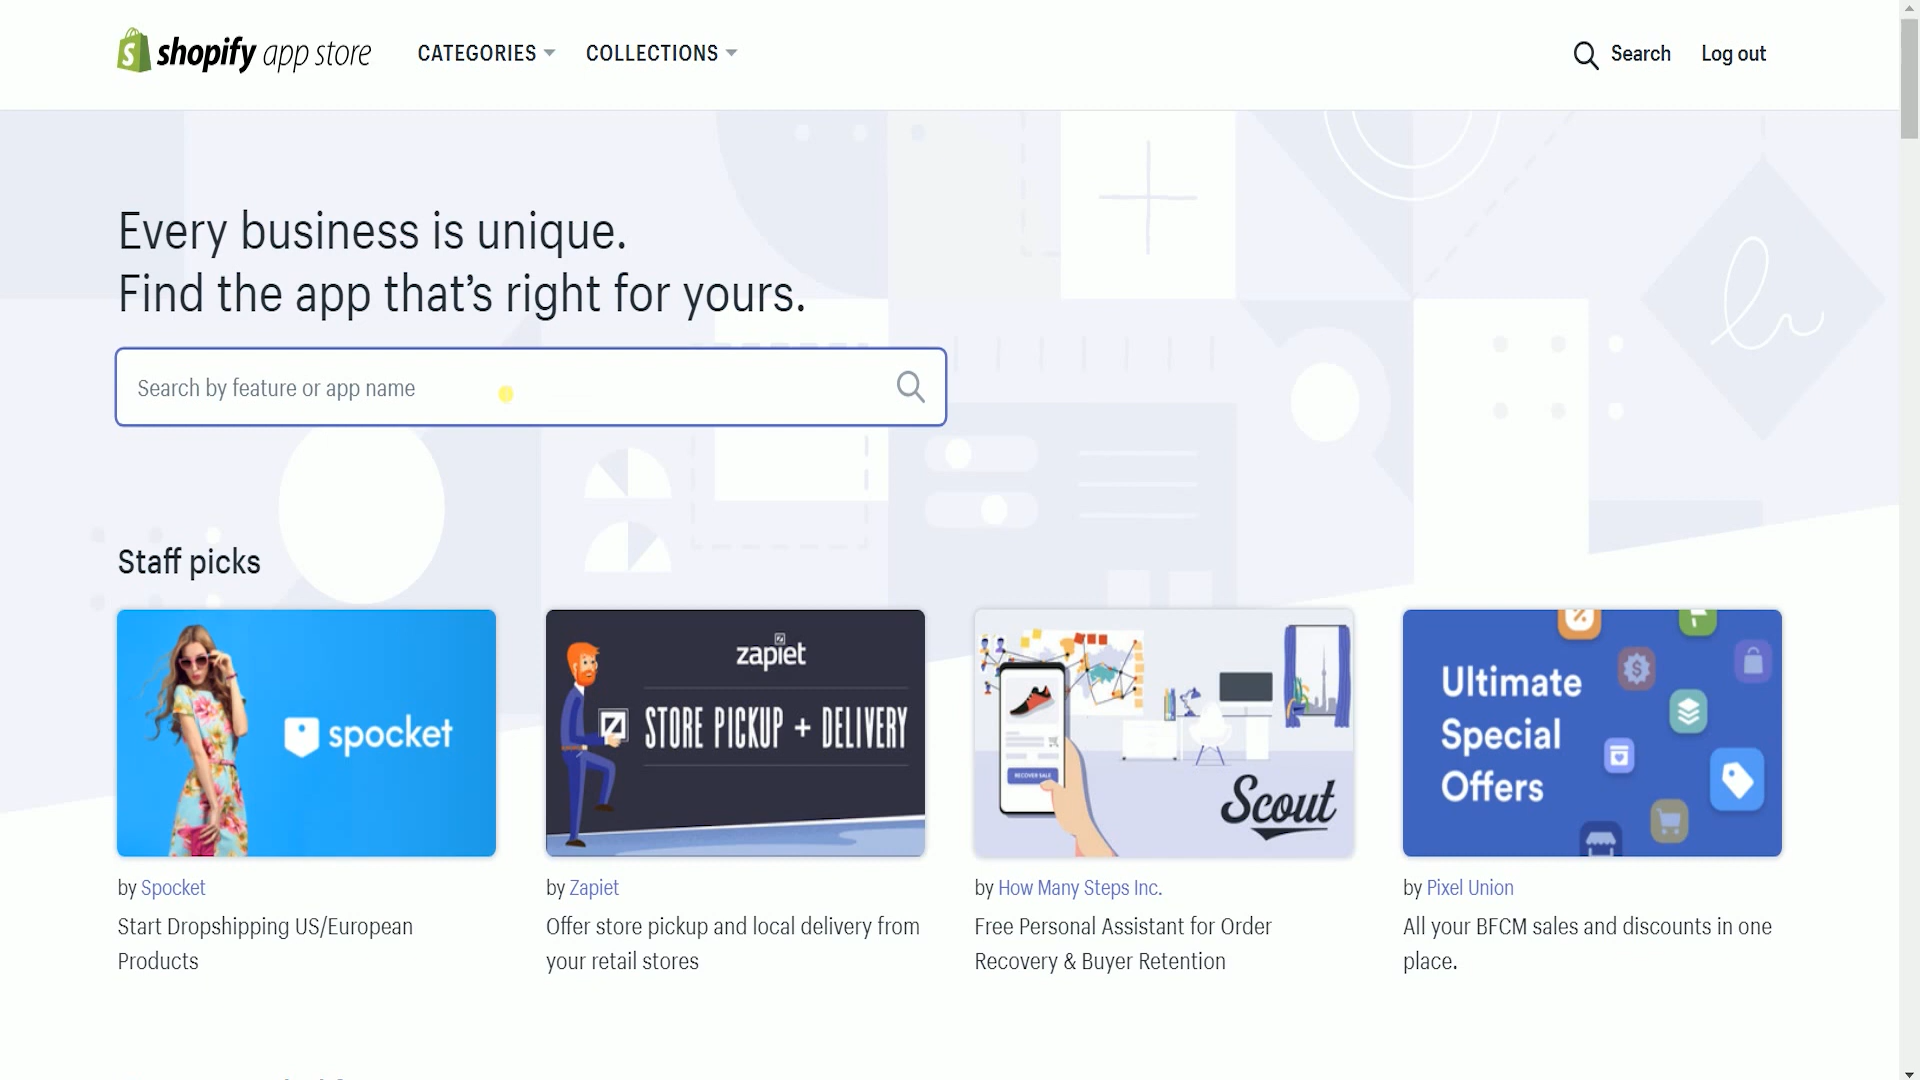 shopify app store
CATEGORIES
COLLECTIONS
Search
Log out
Every business is unique.
Find the app that’s right for yours.
Search by feature or app name
Staff picks
spocket
zapiet
STORE PICKUP + DELIVERY
RECOVER SALE
Scout
Ultimate
Special
Offers
by Spocket
Start Dropshipping US/European
Products
by Zapiet
Offer store pickup and local delivery from
your retail stores
by How Many Steps Inc.
Free Personal Assistant for Order
Recovery & Buyer Retention
by Pixel Union
All your BFCM sales and discounts in one
place.